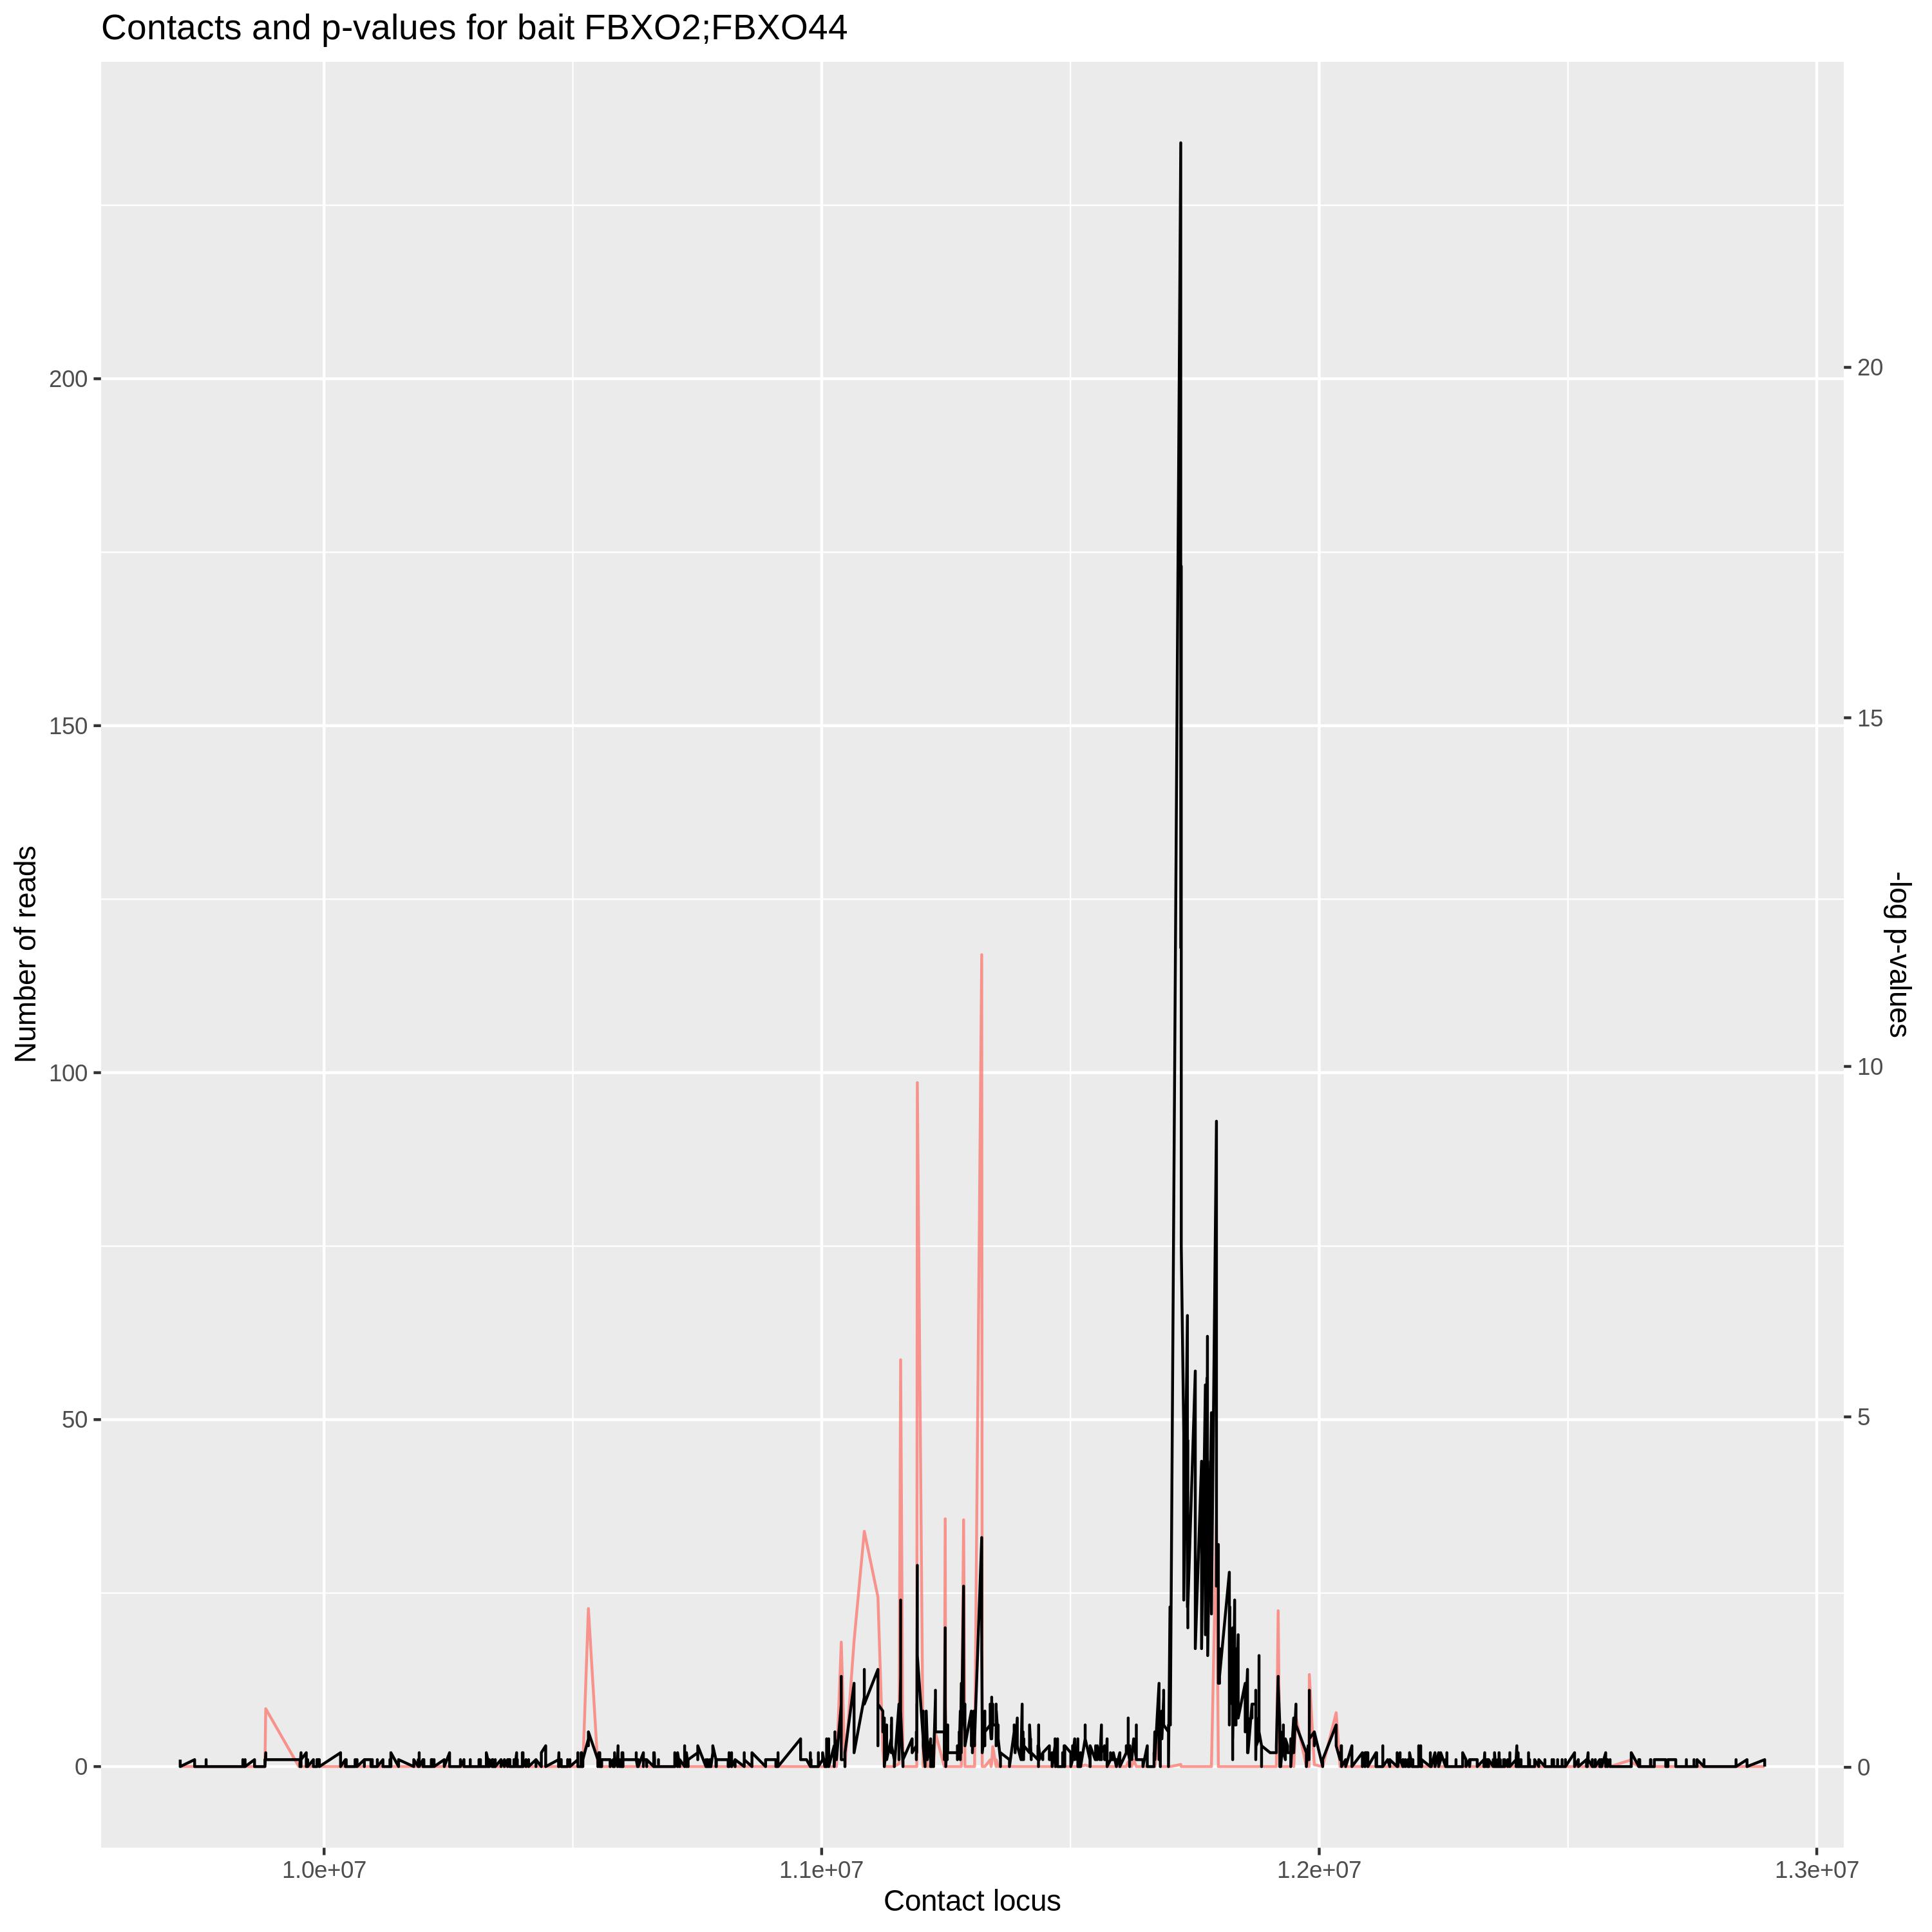 Contacts and p-values for bait FBXO2;FBXO44
200
150
100
50
0
20
15
10
5
0
Number of reads
-log p-values
1.0e+07 1.1e+07 1.2e+07 1.3e+07
Contact locus